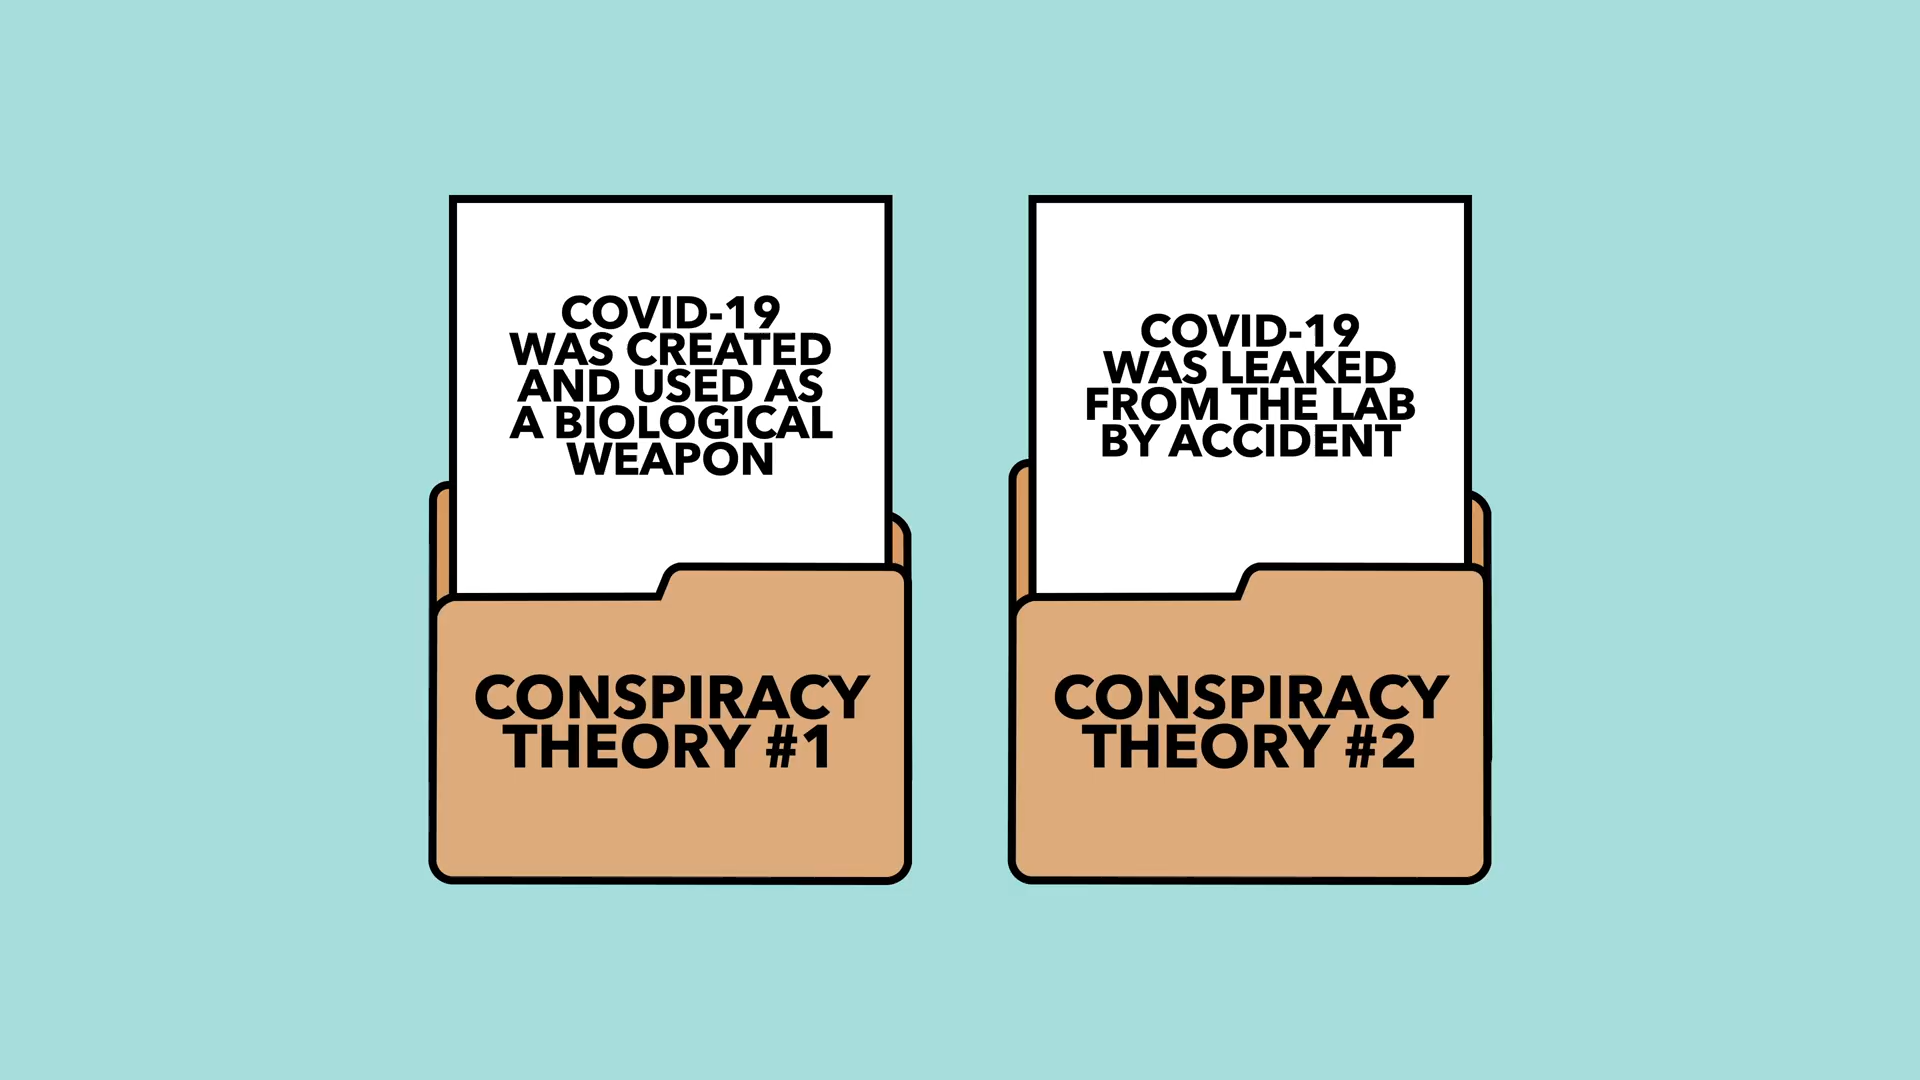 COVID-19
WAS CREATED
AND USED AS
A BIOLOGICAL
WEAPON
CONSPIRACY
THEORY #1
COVID-19
WAS LEAKED
FROM THE LAB
BY ACCIDENT
CONSPIRACY
THEORY #2